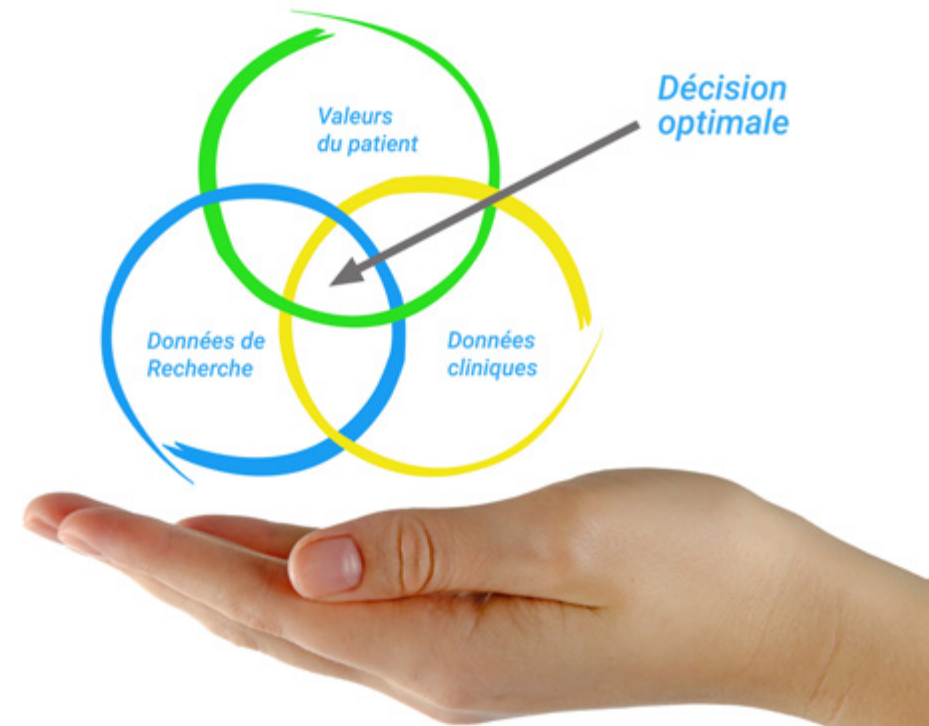 Valeurs
du patient
Décision
optimale
Données de
Recherche
Données
cliniques